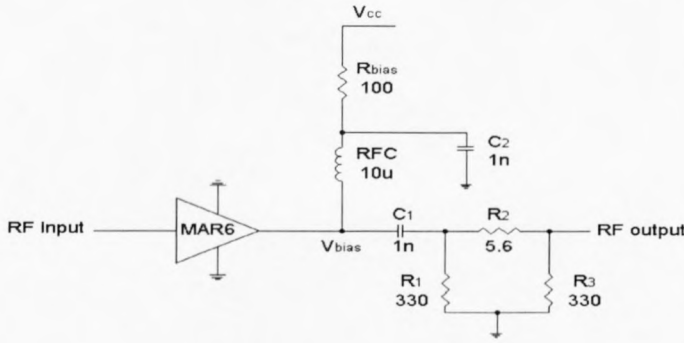 Vcc
Rbias
100
RFC
10u
C2
1n
RF Input
MAR6
Vbias
C1
1n
R2
5.6
RF output
R1
330
R3
330